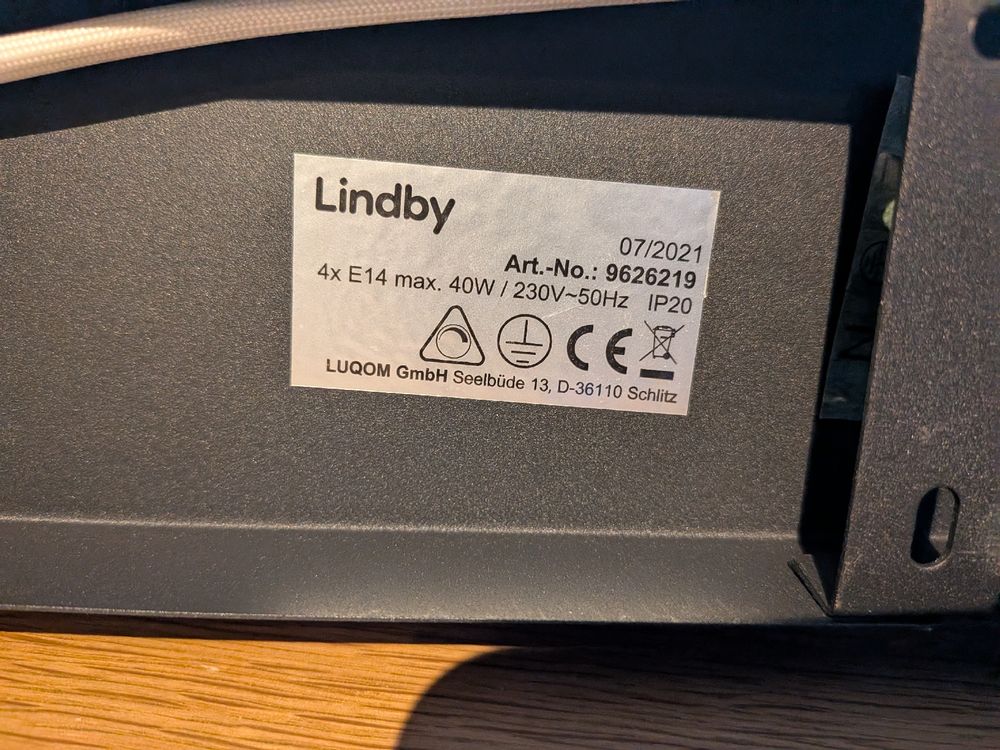 Lindby
07/2021
Art.-No.: 9626219
4x E14 max. 40W / 230V~50Hz IP20
CE
LUQOM GmbH Seelbüde 13, D-36110 Schlitz